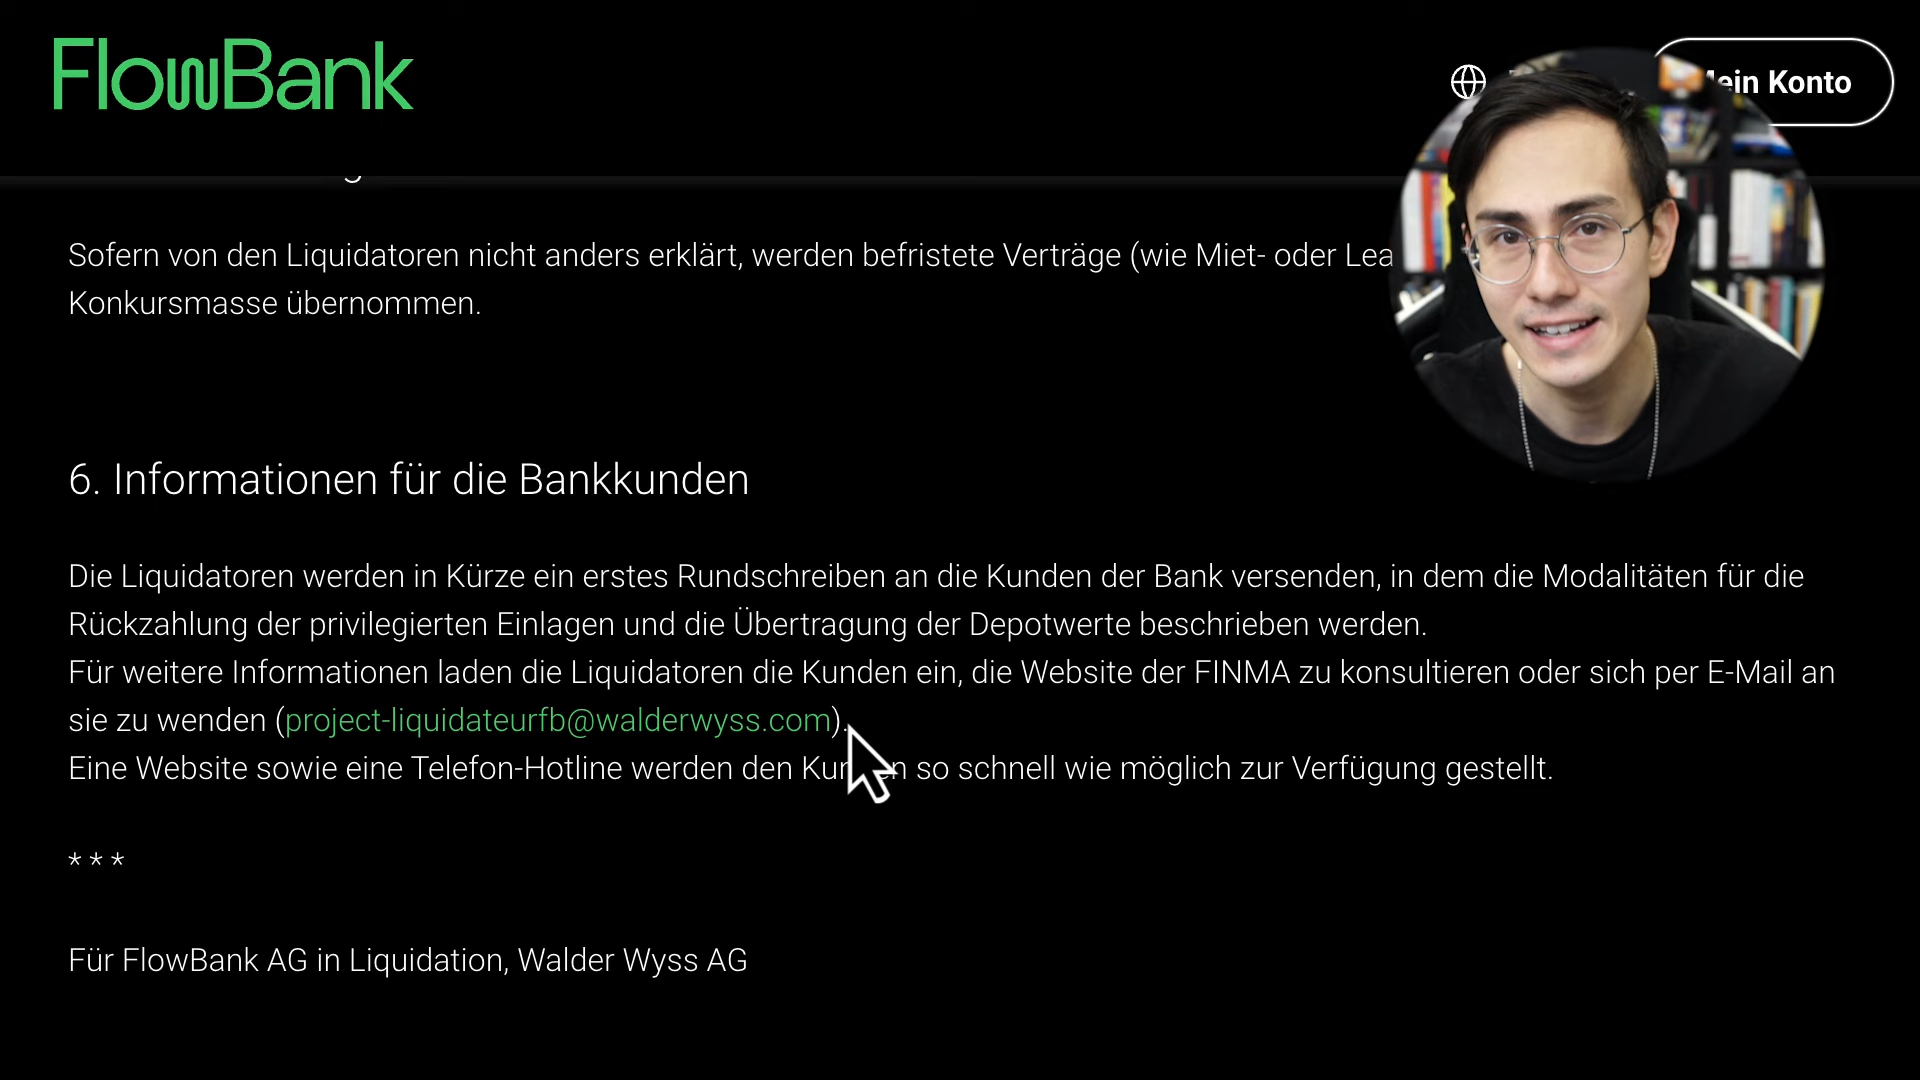 FlowBank
Mein Konto
Sofern von den Liquidatoren nicht anders erklärt, werden befristete Verträge (wie Miet- oder
Konkursmasse übernommen.
6. Informationen für die Bankkunden
Die Liquidatoren werden in Kürze ein erstes Rundschreiben an die Kunden der Bank versenden, in dem die Modalitäten für die
Rückzahlung der privilegierten Einlagen und die Übertragung der Depotwerte beschrieben werden.
Für weitere Informationen laden die Liquidatoren die Kunden ein, die Website der FINMA zu konsultieren oder sich per E-Mail an
sie zu wenden (project-liquidateurfb@walderwyss.com).
Eine Website sowie eine Telefon-Hotline werden den Kunden so schnell wie möglich zur Verfügung gestellt.
* * *
Für FlowBank AG in Liquidation, Walder Wyss AG